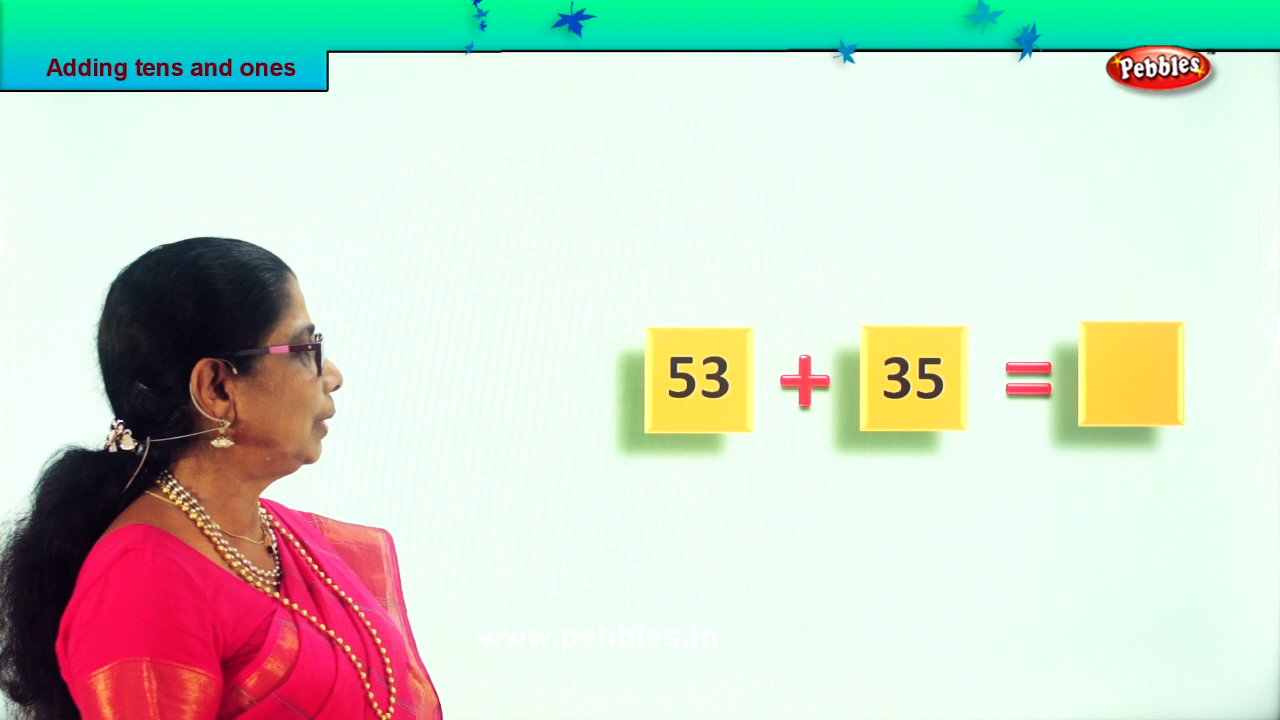 Adding tens and ones
Pebbles
53 + 35 =
www.pebbles.in